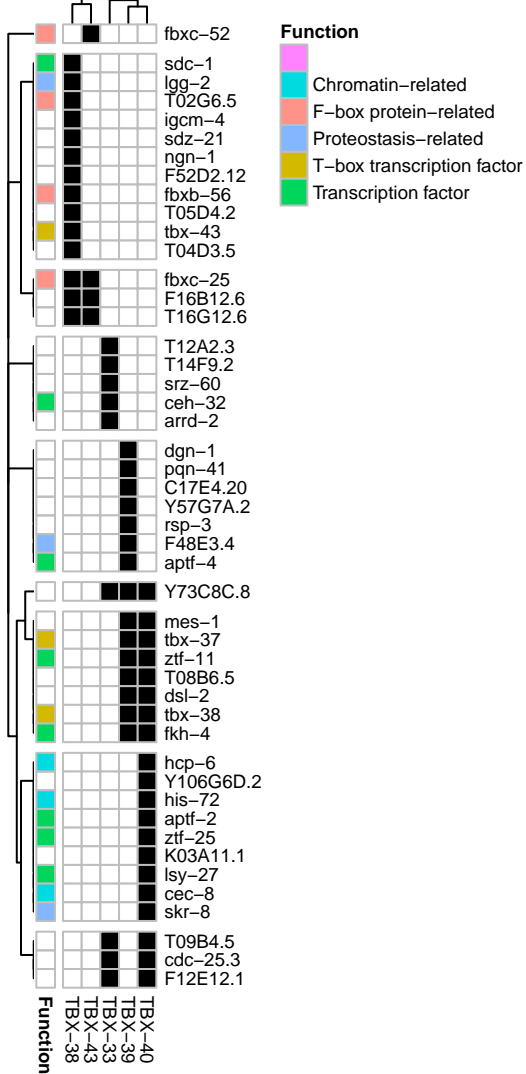 fbxc−52
sdc−1
lgg−2
T02G6.5
igcm−4
sdz−21
ngn−1
F52D2.12
fbxb−56
T05D4.2
tbx−43
T04D3.5
fbxc−25
F16B12.6
T16G12.6
T12A2.3
T14F9.2
srz−60
ceh−32
arrd−2
dgn−1
pqn−41
C17E4.20
Y57G7A.2
rsp−3
F48E3.4
aptf−4
Y73C8C.8
mes−1
tbx−37
ztf−11
T08B6.5
dsl−2
tbx−38
fkh−4
hcp−6
Y106G6D.2
his−72
aptf−2
ztf−25
K03A11.1
lsy−27
cec−8
skr−8
T09B4.5
cdc−25.3
F12E12.1
Function
TBX−38
TBX−43
TBX−33
TBX−39
TBX−40
Function
Chromatin−related
F−box protein−related
Proteostasis−related
T−box transcription factor
Transcription factor